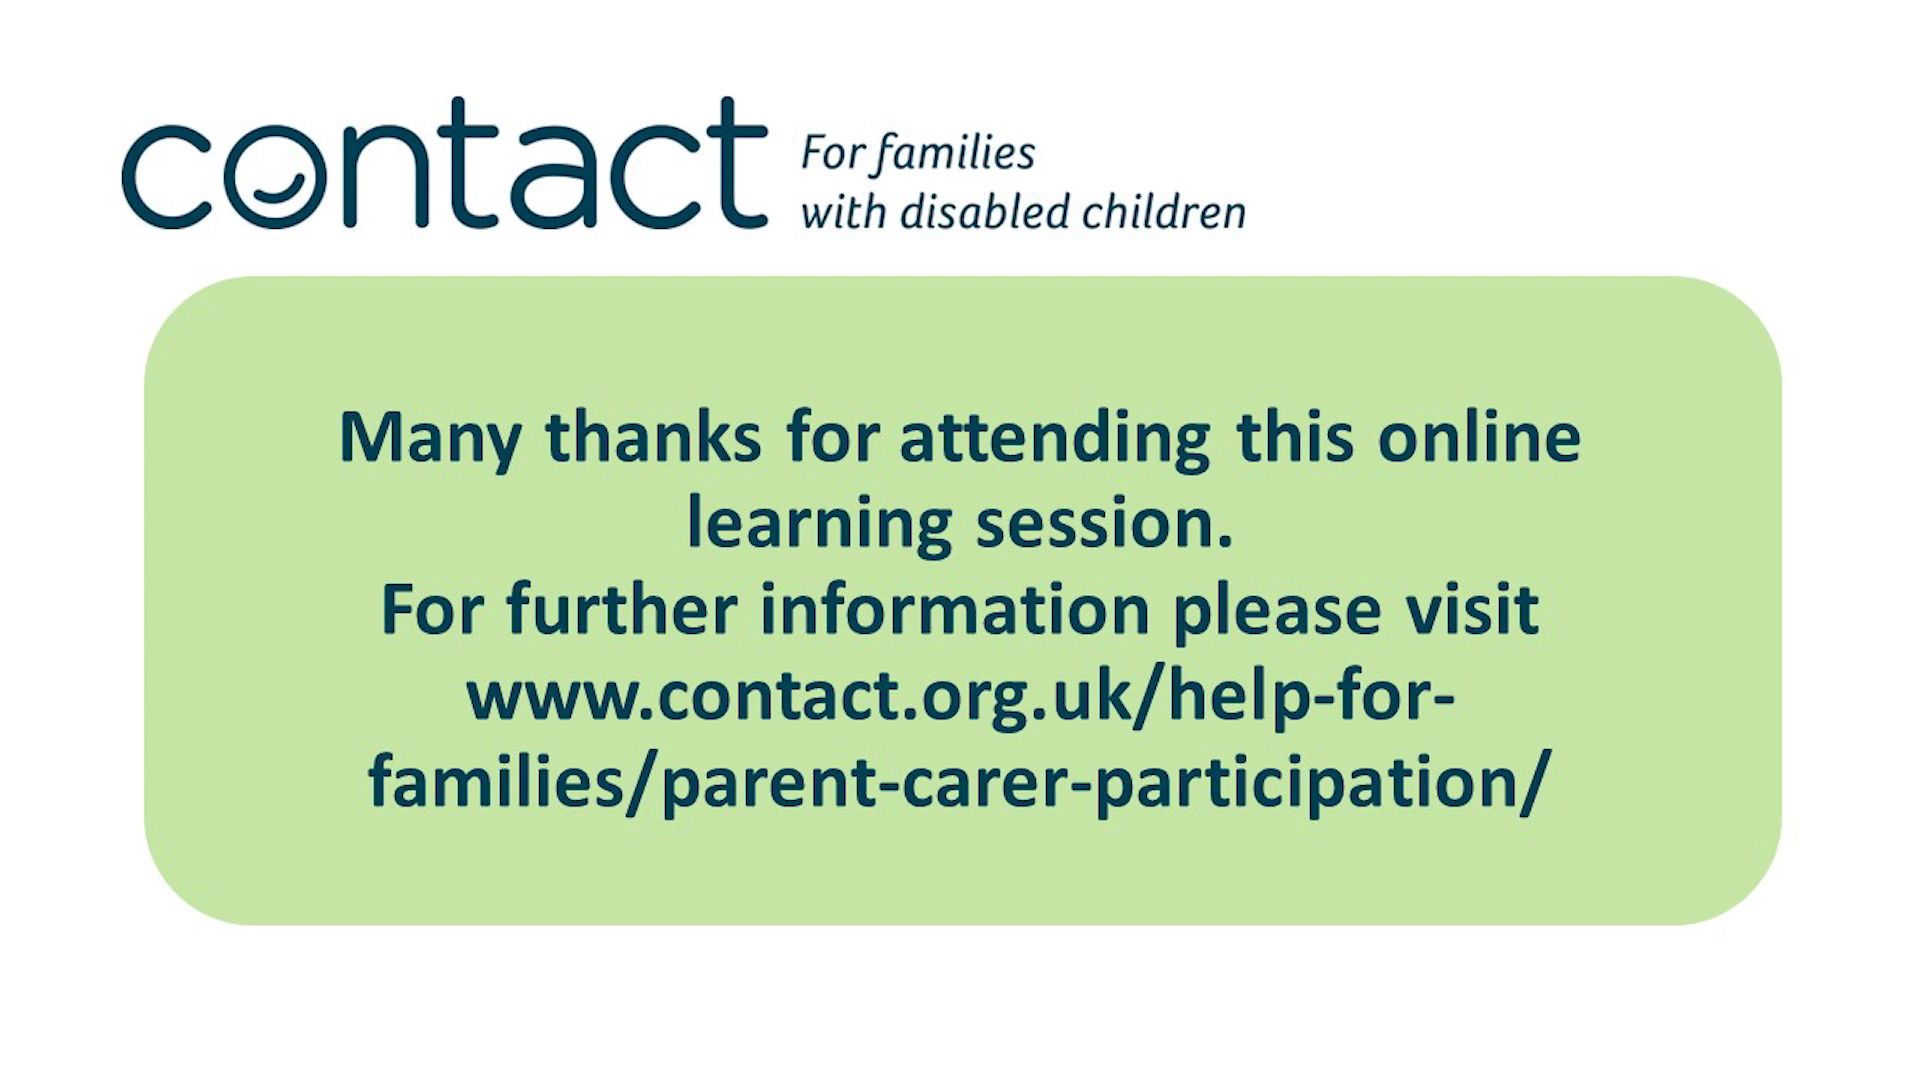 contact
For families
with disabled children
Many thanks for attending this online
learning session.
For further information please visit
www.contact.org.uk/help-for-
families/parent-carer-participation/